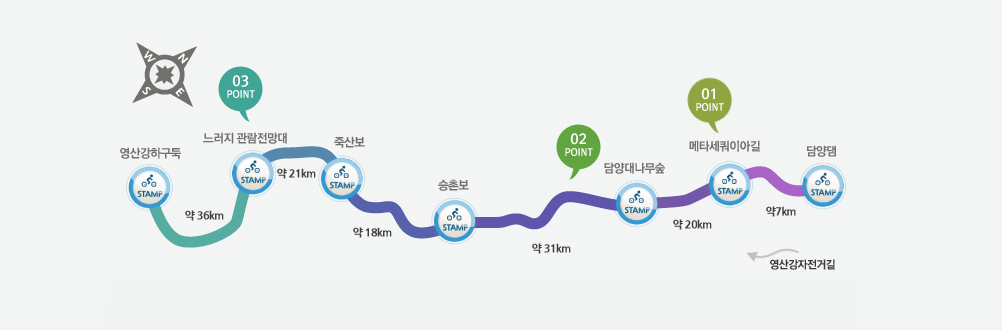 W
N
S
E
03
POINT
01
POINT
02
POINT
영산강하구둑
느러지 관람전망대
죽산보
승촌보
담양대나무숲
메타세쿼이아길
담양댐
STAMP
STAMP
STAMP
STAMP
STAMP
STAMP
STAMP
약 36km
약 21km
약 18km
약 31km
약 20km
약7km
영산강자전거길